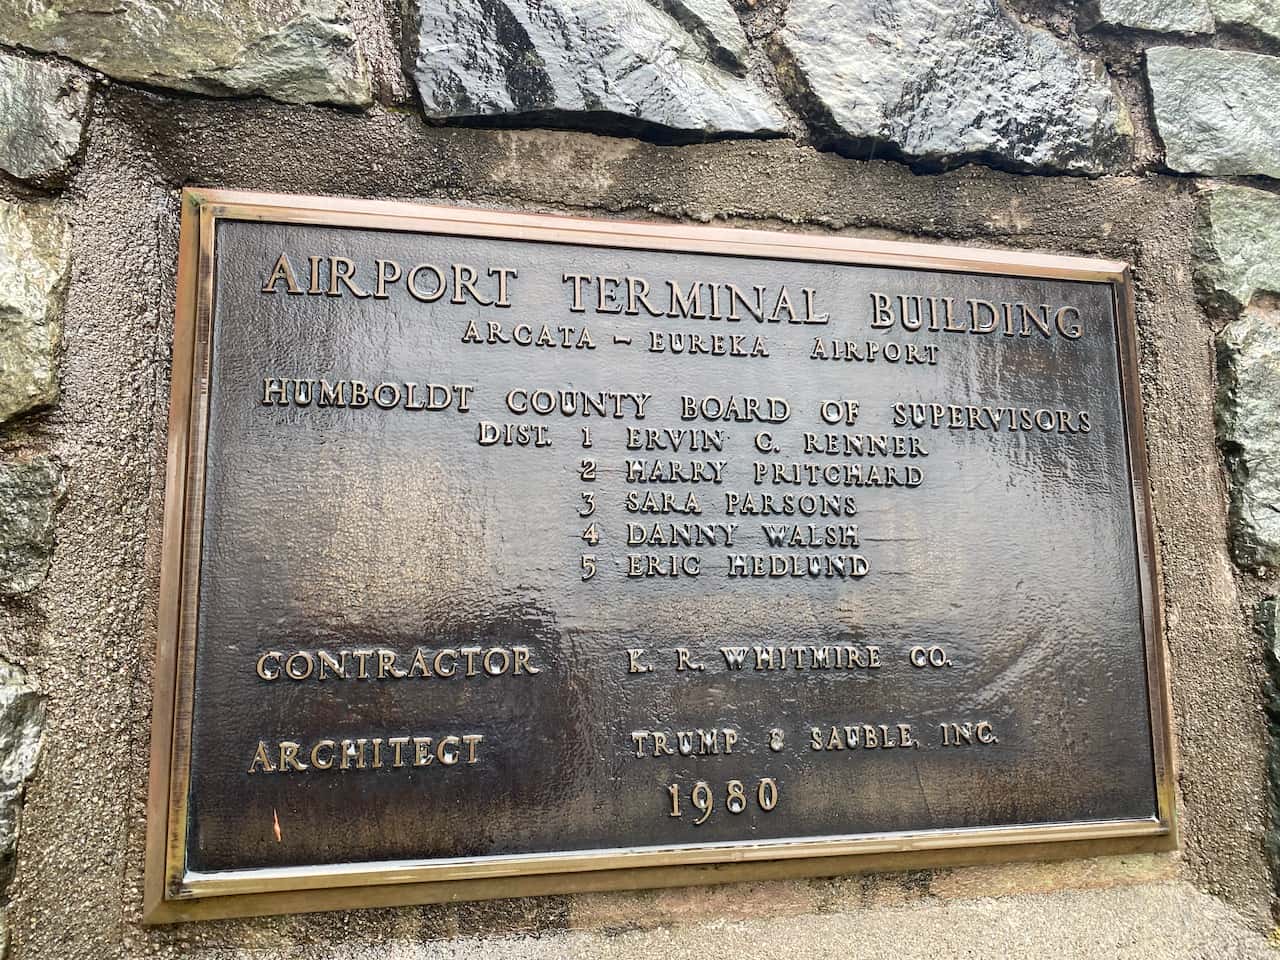 AIRPORT TERMINAL BUILDING
ARCATA - EUREKA AIRPORT
HUMBOLDT COUNTY BOARD OF SUPERVISORS
DIST. 1 ERVIN C. RENNER
2 HARRY PRITCHARD
3 SARA PARSONS
4 DANNY WALSH
5 ERIC HEDLUND
CONTRACTOR K. R. WHITMIRE CO.
ARCHITECT TRUMP & SAUBLE, INC.
1980